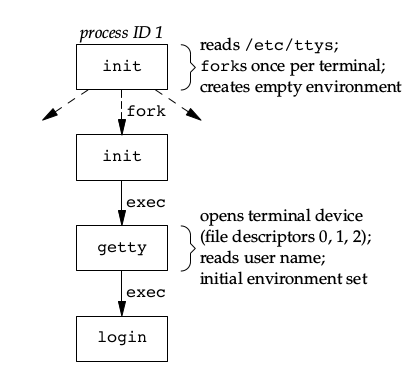 process ID 1
init
reads /etc/ttys;
forks once per terminal;
creates empty environment
fork
init
exec
getty
opens terminal device
(file descriptors 0, 1, 2);
reads user name;
initial environment set
exec
login